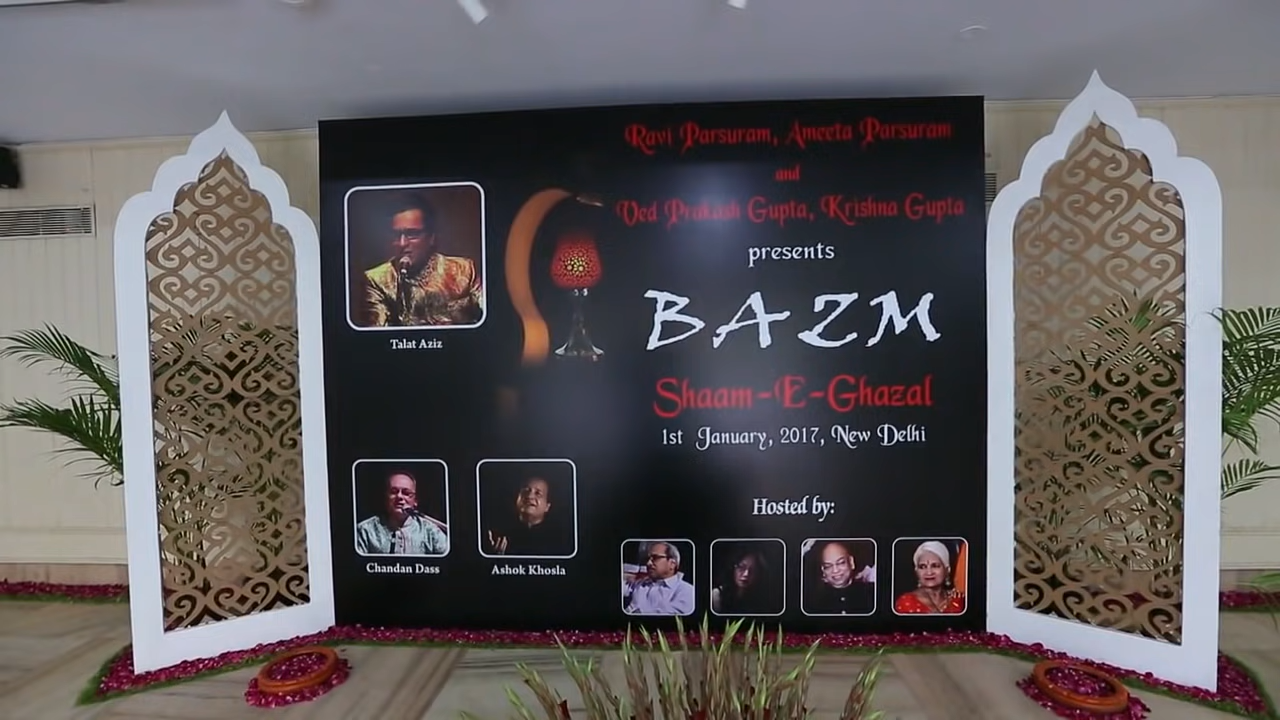 Ravi Parsuram, Ameeta Parsuram
and
Ved Prakash Gupta, Krishna Gupta
presents
BAZM
Shaam-E-Ghazal
1st January, 2017, New Delhi
Talat Aziz
Chandan Dass
Ashok Khosla
Hosted by: